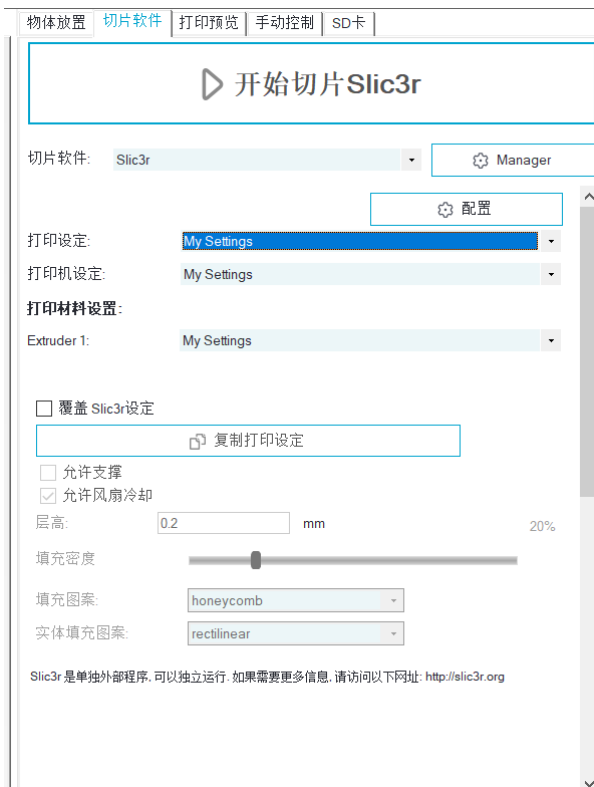 物体放置 切片软件 打印预览 手动控制 SD卡
开始切片Slic3r
切片软件: Slic3r Manager
配置
打印设定: My Settings
打印机设定: My Settings
打印材料设置:
Extruder 1: My Settings
覆盖 Slic3r设定
复制打印设定
允许支撑
允许风扇冷却
层高: 0.2 mm 20%
填充密度
填充图案: honeycomb
实体填充图案: rectilinear
Slic3r 是单独外部程序, 可以独立运行. 如果需要更多信息, 请访问以下网址: http://slic3r.org